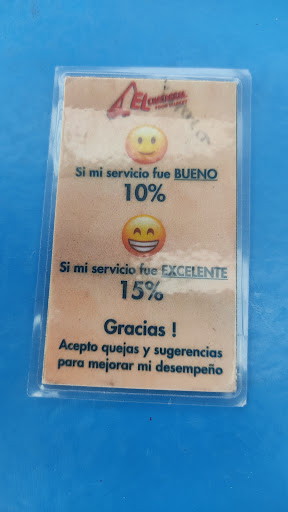 EL
Si mi servicio fue BUENO
10%
Si mi servicio fue EXCELENTE
15%
Gracias !
Acepto quejas y sugerencias
para mejorar mi desempeño